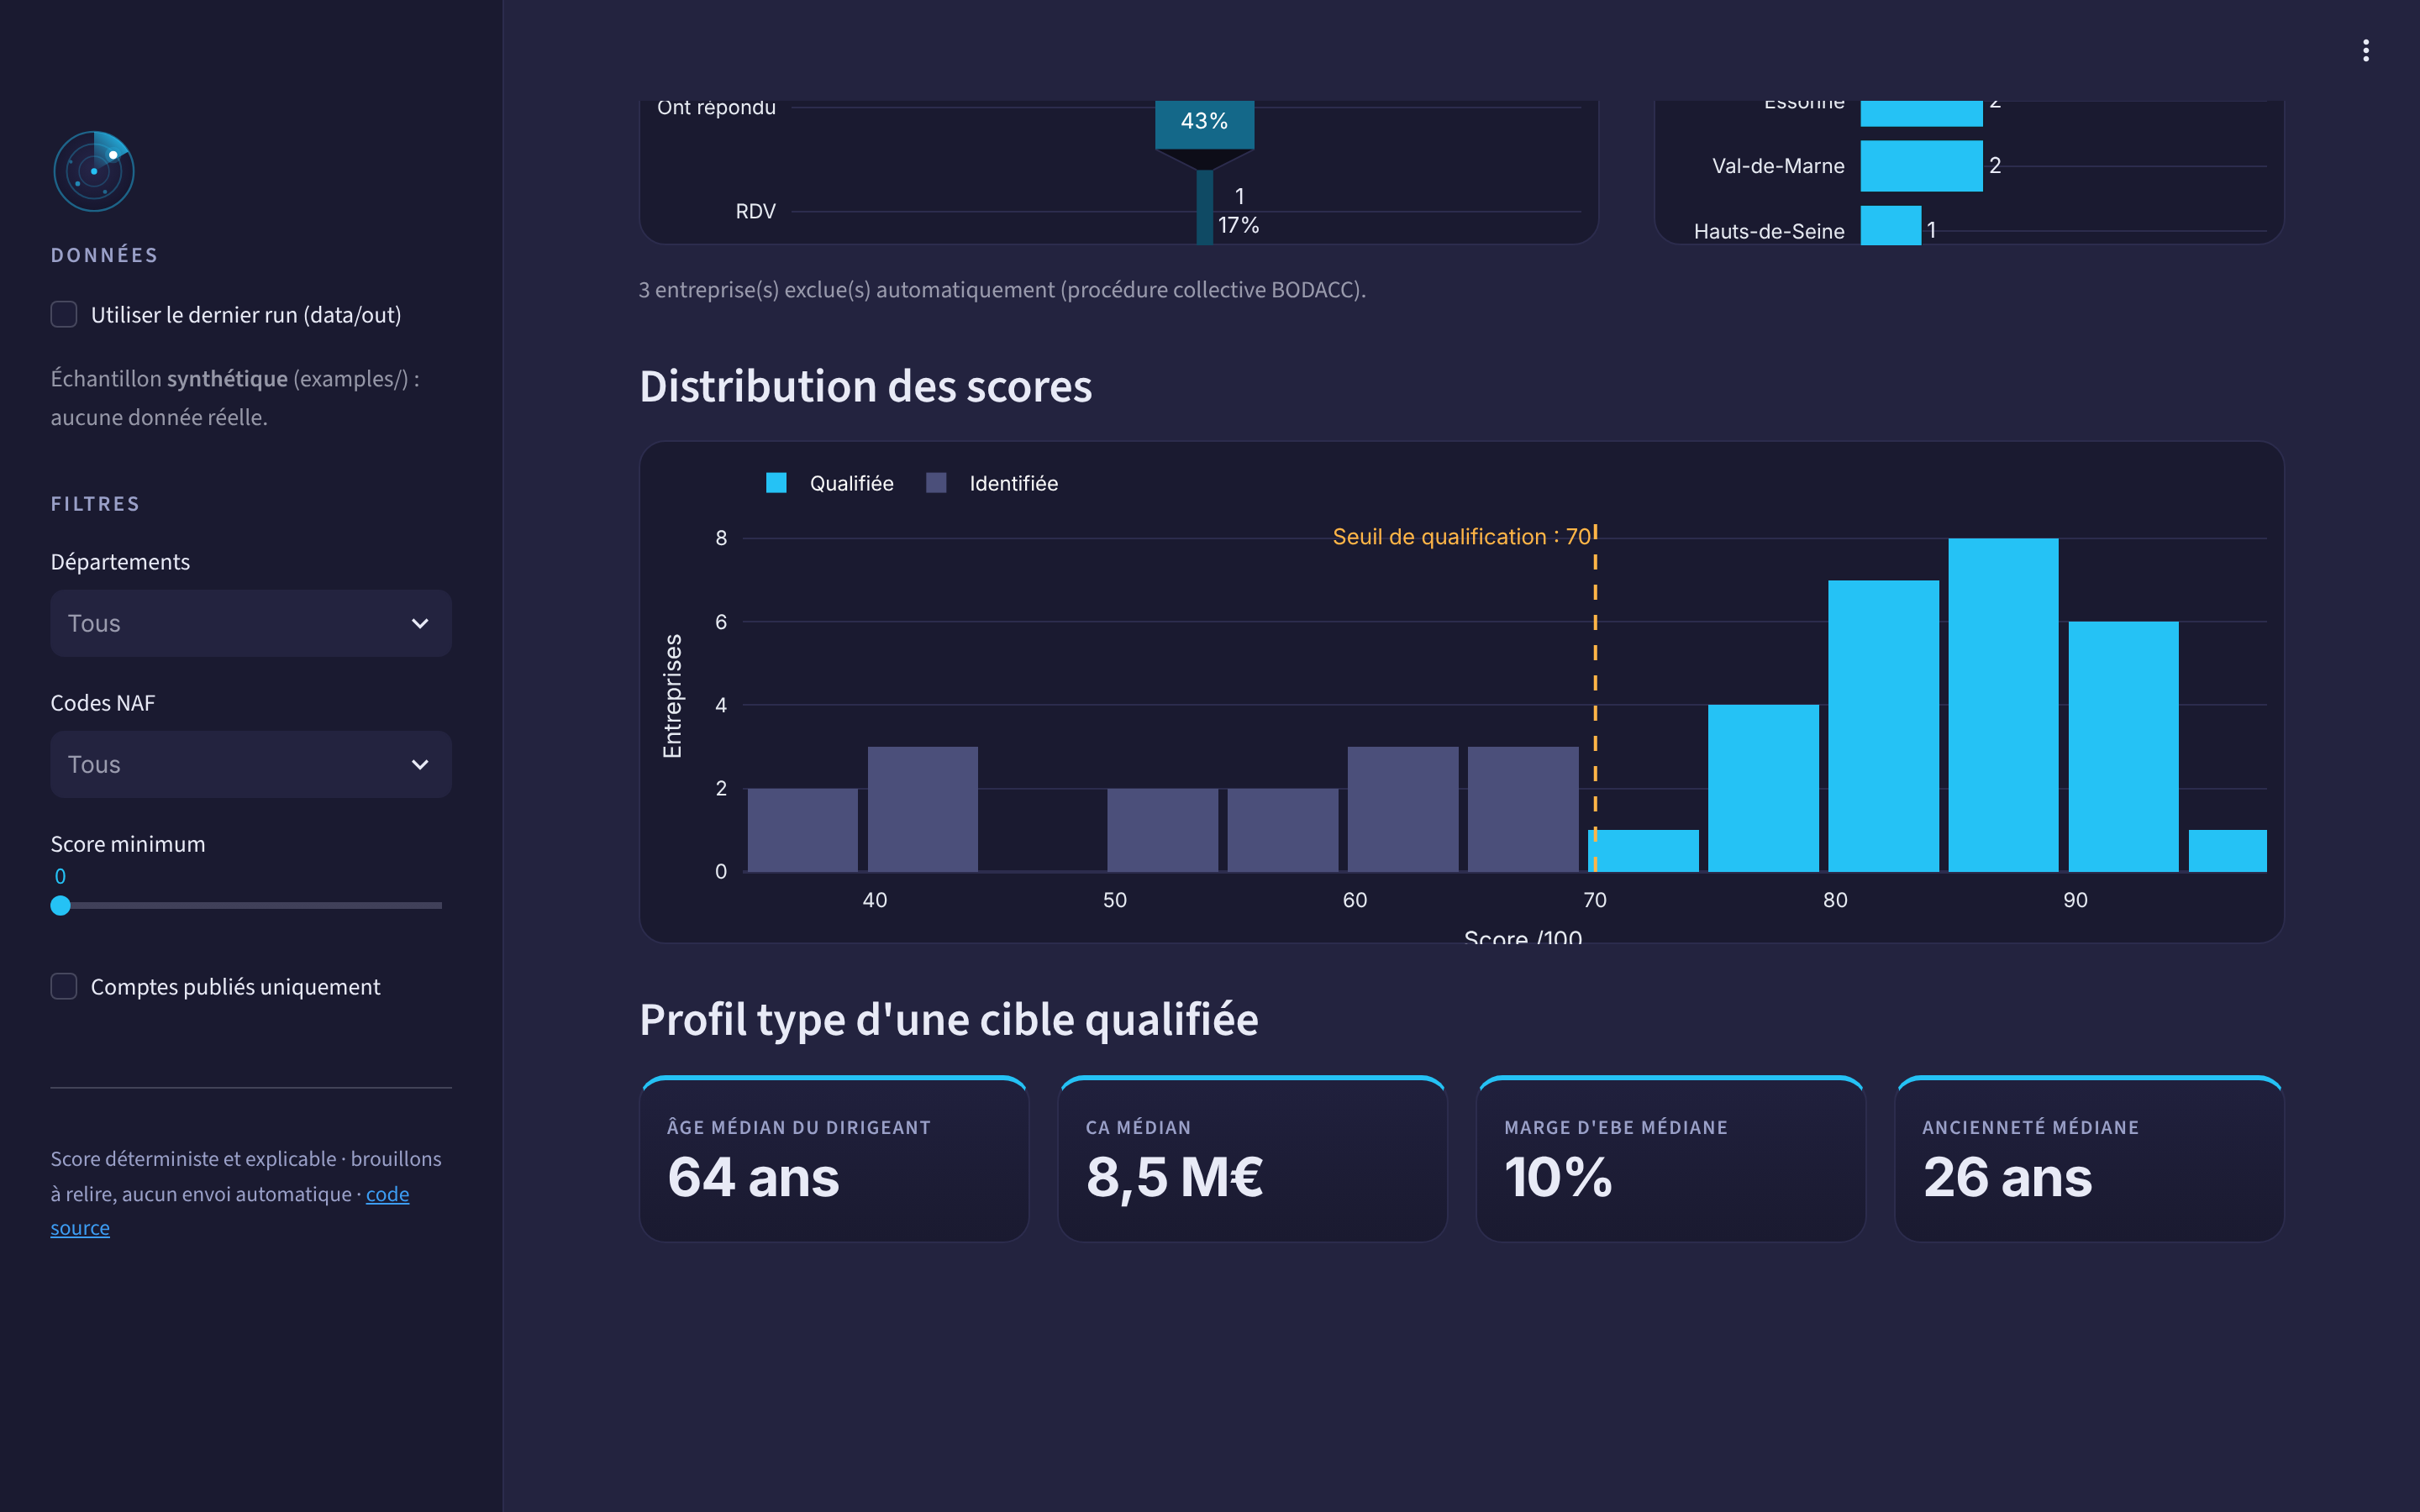 DONNÉES
Utiliser le dernier run (data/out)
Échantillon synthétique (examples/) :
aucune donnée réelle.
FILTRES
Départements
Tous
Codes NAF
Tous
Score minimum
0
Comptes publiés uniquement
Score déterministe et explicable · brouillons
à relire, aucun envoi automatique · code
source
Ont répondu
43%
RDV
1
17%
Essonne
2
Val-de-Marne
2
Hauts-de-Seine
1
3 entreprise(s) exclue(s) automatiquement (procédure collective BODACC).
Distribution des scores
Qualifiée
Identifiée
Seuil de qualification : 70
Entreprises
8
6
4
2
0
40
50
60
70
80
90
Score /100
Profil type d'une cible qualifiée
ÂGE MÉDIAN DU DIRIGEANT
64 ans
CA MÉDIAN
8,5 M€
MARGE D'EBE MÉDIANE
10%
ANCIENNETÉ MÉDIANE
26 ans